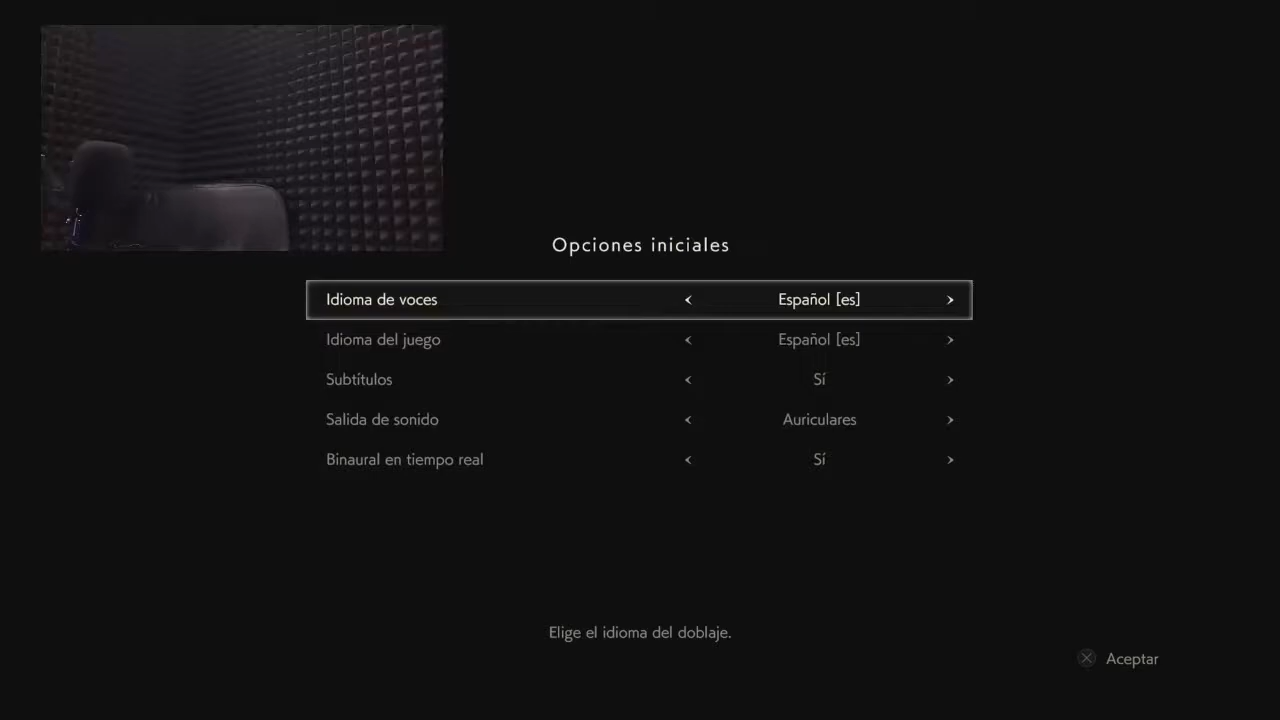 Opciones iniciales
Idioma de voces < Español [es] >
Idioma del juego < Español [es] >
Subtítulos < Sí >
Salida de sonido < Auriculares >
Binaural en tiempo real < Sí >
Elige el idioma del doblaje.
Aceptar